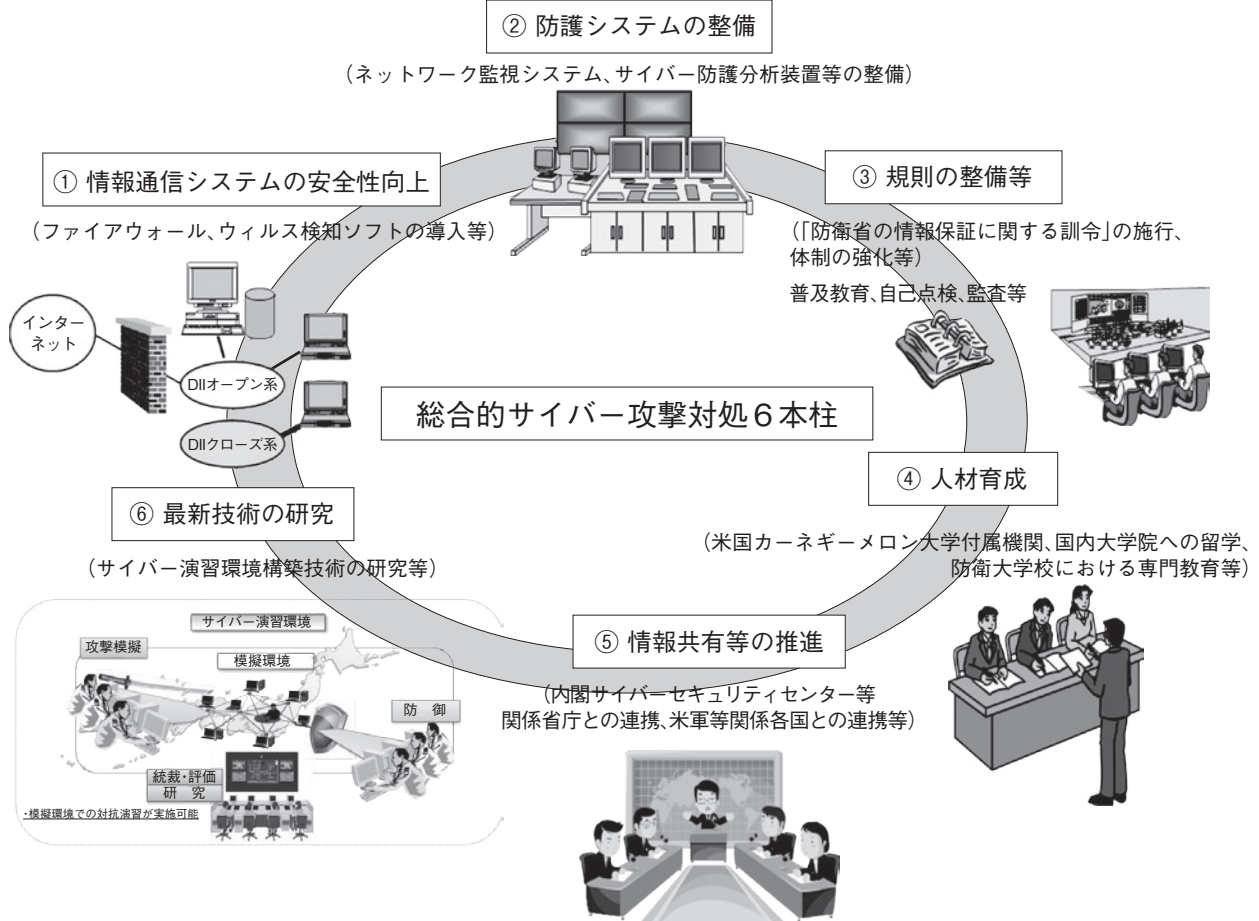 ② 防護システムの整備
（ネットワーク監視システム、サイバー防護分析装置等の整備）
① 情報通信システムの安全性向上
（ファイアウォール、ウィルス検知ソフトの導入等）
インター
ネット
DIIオープン系
DIIクローズ系
③ 規則の整備等
（「防衛省の情報保証に関する訓令」の施行、
体制の強化等）
普及教育、自己点検、監査等
総合的サイバー攻撃対処６本柱
④ 人材育成
（米国カーネギーメロン大学付属機関、国内大学院への留学、
防衛大学校における専門教育等）
⑤ 情報共有等の推進
（内閣サイバーセキュリティセンター等
関係省庁との連携、米軍等関係各国との連携等）
⑥ 最新技術の研究
（サイバー演習環境構築技術の研究等）
サイバー演習環境
攻撃模擬
模擬環境
防　御
統裁・評価
研　究
・模擬環境での対抗演習が実施可能